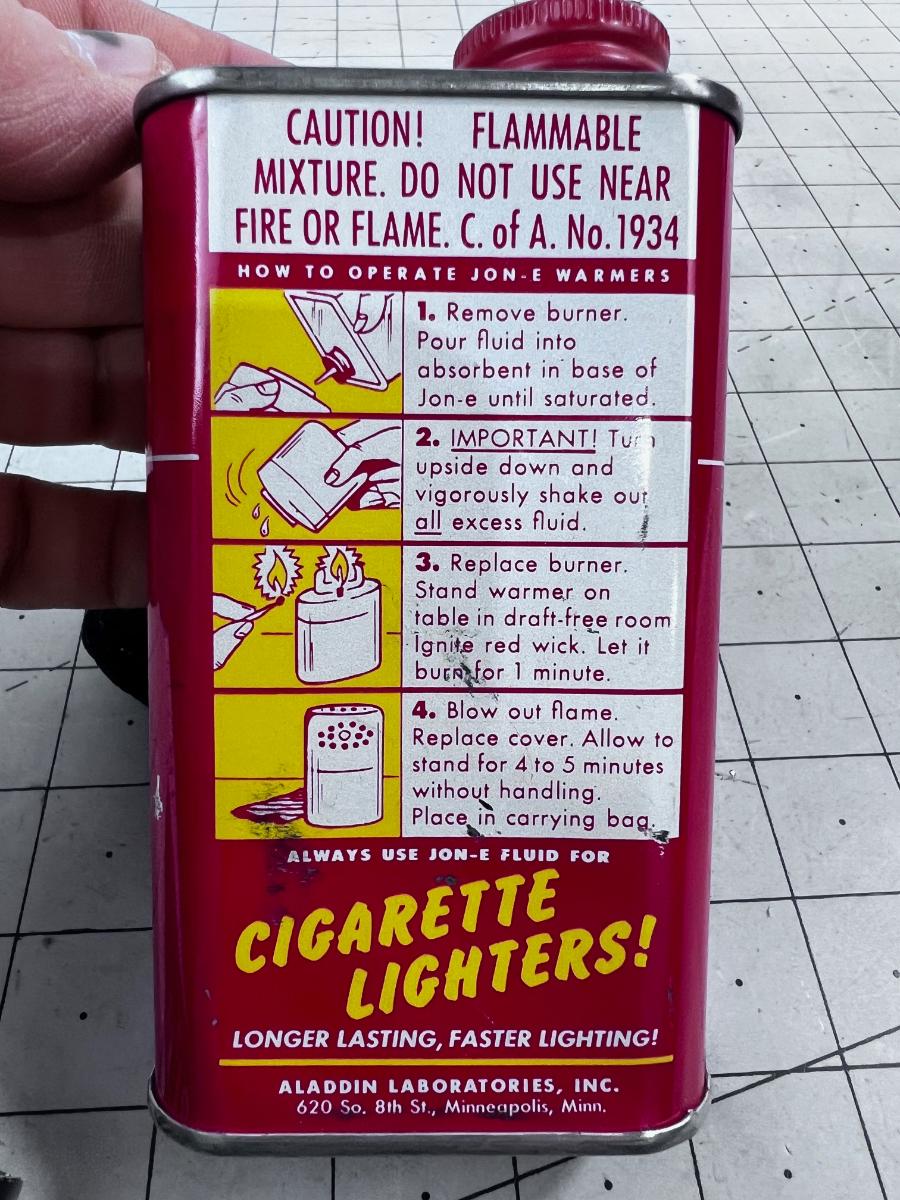 CAUTION! FLAMMABLE
MIXTURE. DO NOT USE NEAR
FIRE OR FLAME. C. of A. No. 1934
HOW TO OPERATE JON-E WARMERS
1. Remove burner.
Pour fluid into
absorbent in base of
Jon-e until saturated.
2. IMPORTANT! Turn
upside down and
vigorously shake out
all excess fluid.
3. Replace burner.
Stand warmer on
table in draft-free room
Ignite red wick. Let it
burn for 1 minute.
4. Blow out flame.
Replace cover. Allow to
stand for 4 to 5 minutes
without handling.
Place in carrying bag.
ALWAYS USE JON-E FLUID FOR
CIGARETTE
LIGHTERS!
LONGER LASTING, FASTER LIGHTING!
ALADDIN LABORATORIES, INC.
620 So. 8th St., Minneapolis, Minn.